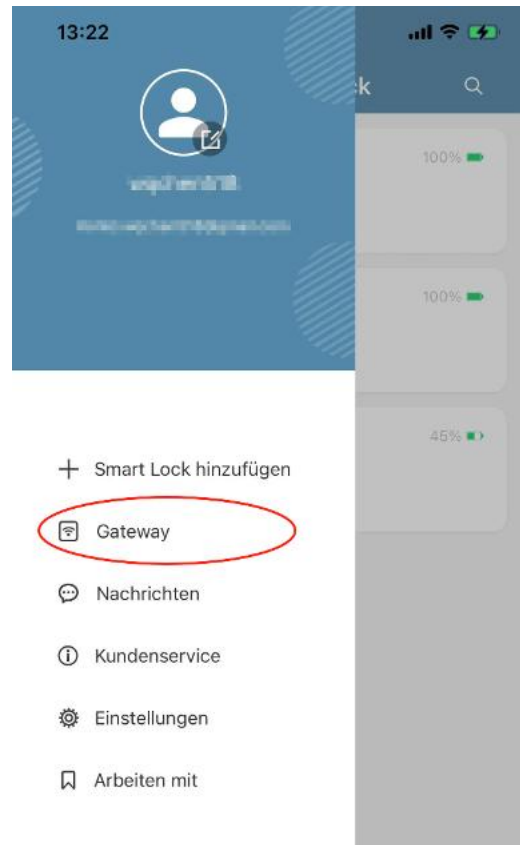 13:22
k
100%
100%
45%
Smart Lock hinzufügen
Gateway
Nachrichten
Kundenservice
Einstellungen
Arbeiten mit